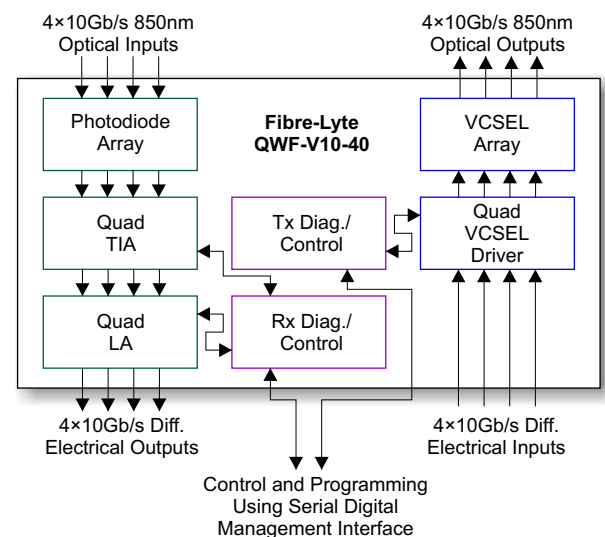 4×10Gb/s 850nm
Optical Inputs
4×10Gb/s 850nm
Optical Outputs
Photodiode
Array
Fibre-Lyte
QWF-V10-40
VCSEL
Array
Quad
TIA
Tx Diag./
Control
Quad
VCSEL
Driver
Quad
LA
Rx Diag./
Control
4×10Gb/s Diff.
Electrical Outputs
4×10Gb/s Diff.
Electrical Inputs
Control and Programming
Using Serial Digital
Management Interface